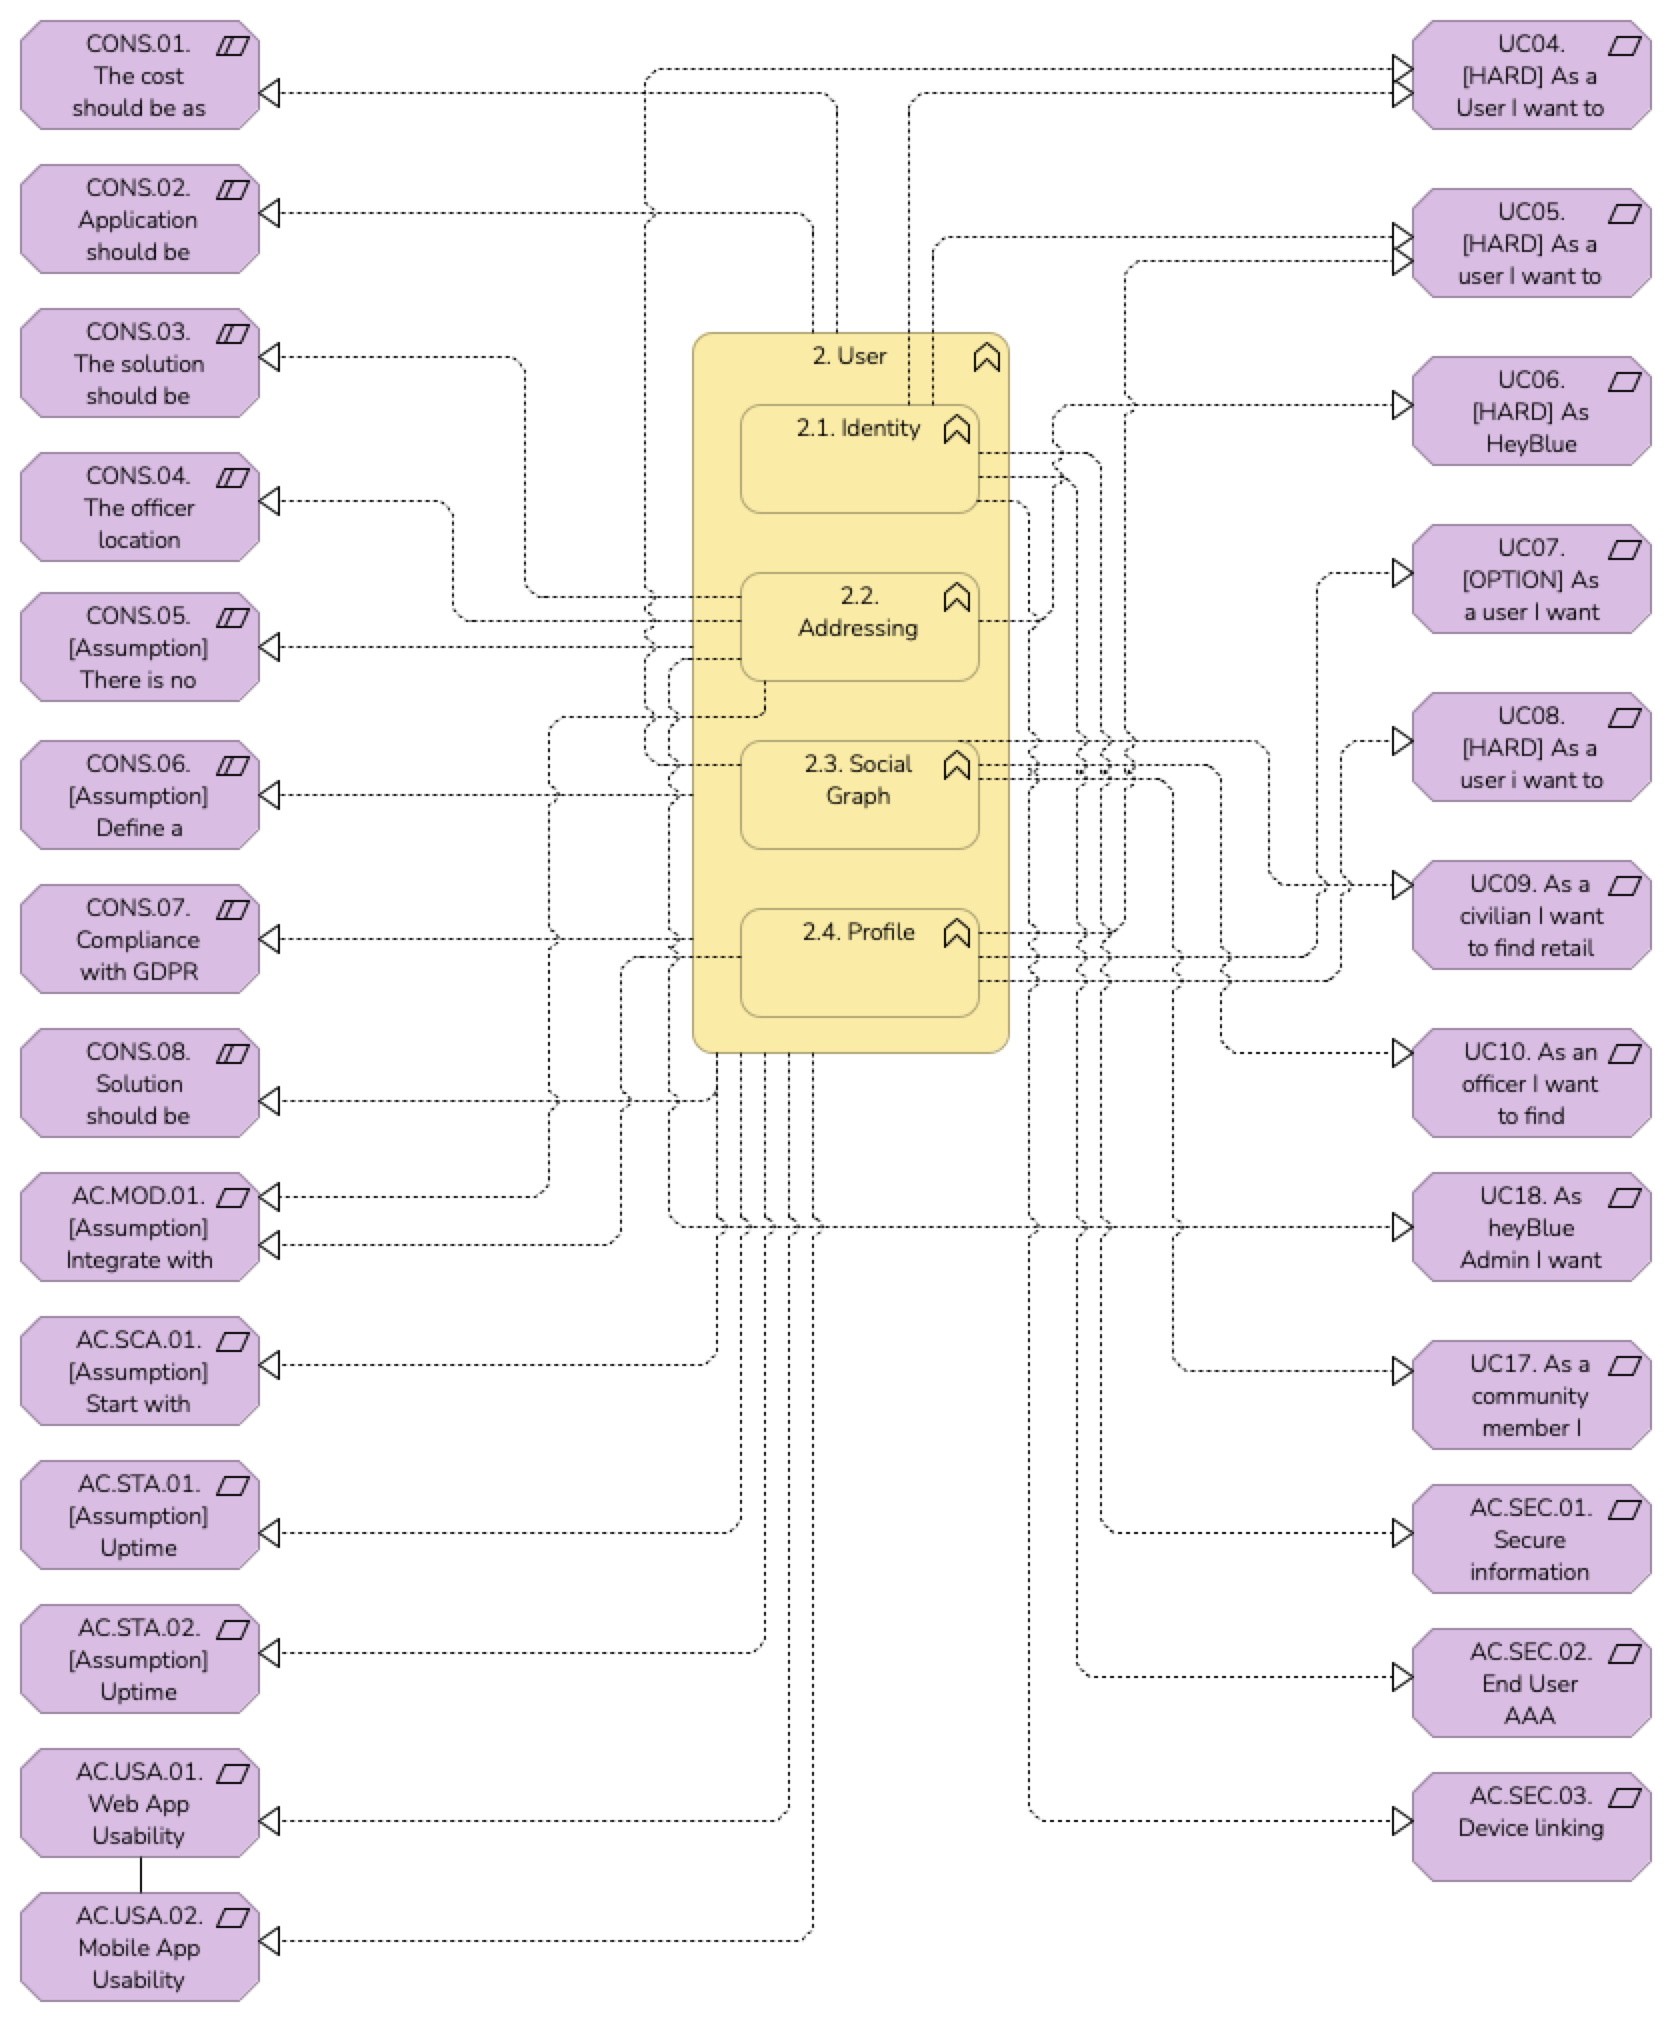 CONS.01.
The cost
should be as
CONS.02.
Application
should be
CONS.03.
The solution
should be
CONS.04.
The officer
location
CONS.05.
[Assumption]
There is no
CONS.06.
[Assumption]
Define a
CONS.07.
Compliance
with GDPR
CONS.08.
Solution
should be
AC.MOD.01.
[Assumption]
Integrate with
AC.SCA.01.
[Assumption]
Start with
AC.STA.01.
[Assumption]
Uptime
AC.STA.02.
[Assumption]
Uptime
AC.USA.01.
Web App
Usability
AC.USA.02.
Mobile App
Usability
2. User
2.1. Identity
2.2.
Addressing
2.3. Social
Graph
2.4. Profile
UC04.
[HARD] As a
User I want to
UC05.
[HARD] As a
user I want to
UC06.
[HARD] As
HeyBlue
UC07.
[OPTION] As
a user I want
UC08.
[HARD] As a
user i want to
UC09. As a
civilian I want
to find retail
UC10. As an
officer I want
to find
UC18. As
heyBlue
Admin I want
UC17. As a
community
member I
AC.SEC.01.
Secure
information
AC.SEC.02.
End User
AAA
AC.SEC.03.
Device linking